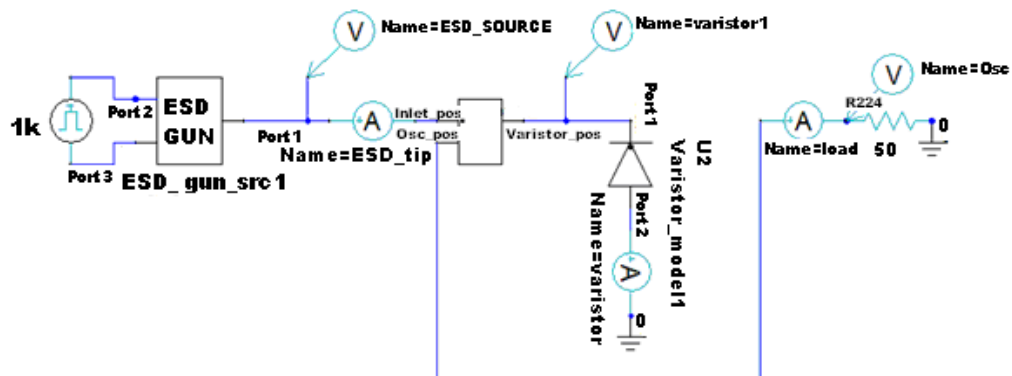 Name=ESD_SOURCE
V
Name=varistor1
V
Name=Osc
V
1k
Port 2
ESD
GUN
Port 1
Port 3
ESD_ gun_src1
A
Name=ESD_tip
Inlet_pos
Osc_pos
Varistor_pos
Port 1
U2
Varistor_model1
Port 2
Name=varistor
A
0
A
Name=load
R224
50
0